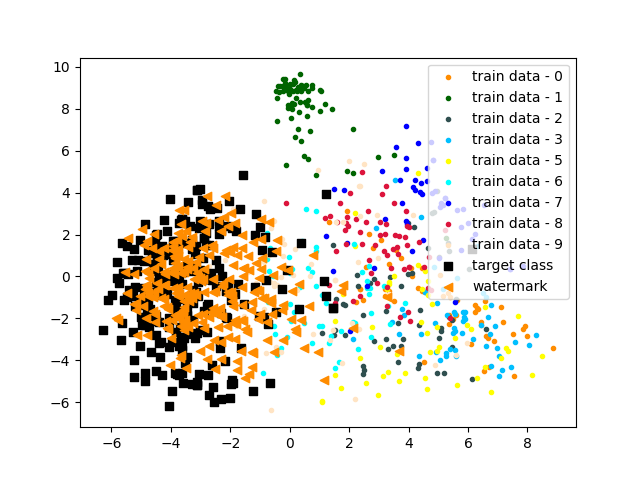 10
8
6
4
2
0
−2
−4
−6
−6
−4
−2
0
2
4
6
8
train data - 0
train data - 1
train data - 2
train data - 3
train data - 5
train data - 6
train data - 7
train data - 8
train data - 9
target class
watermark